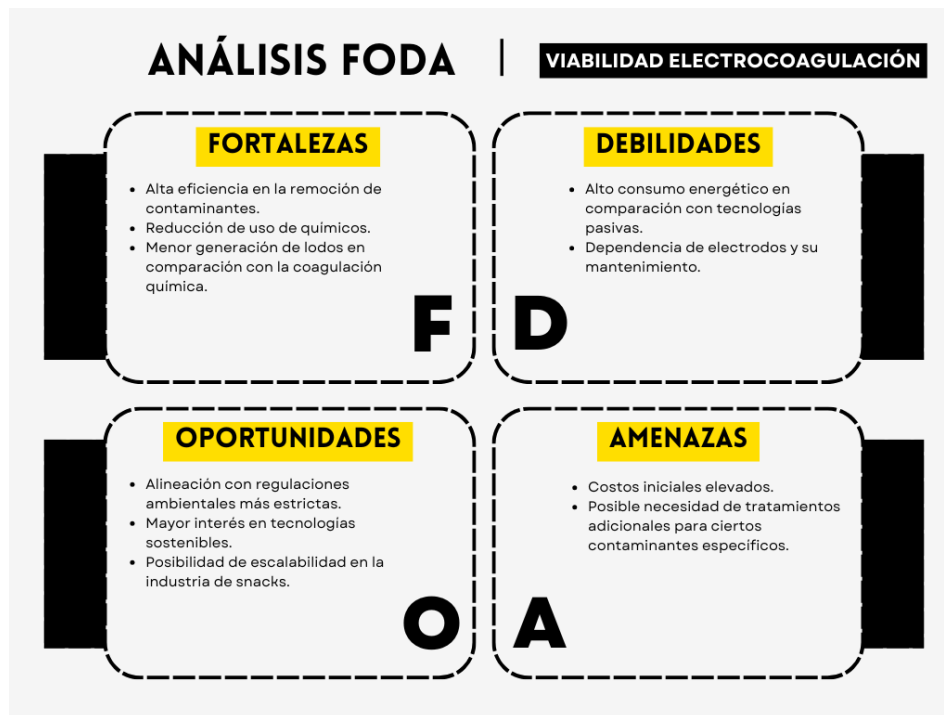 ANÁLISIS FODA | VIABILIDAD ELECTROCOAGULACIÓN
FORTALEZAS
• Alta eficiencia en la remoción de
contaminantes.
• Reducción de uso de químicos.
• Menor generación de lodos en
comparación con la coagulación
química.
F
DEBILIDADES
• Alto consumo energético en
comparación con tecnologías
pasivas.
• Dependencia de electrodos y su
mantenimiento.
D
OPORTUNIDADES
• Alineación con regulaciones
ambientales más estrictas.
• Mayor interés en tecnologías
sostenibles.
• Posibilidad de escalabilidad en la
industria de snacks.
O
AMENAZAS
• Costos iniciales elevados.
• Posible necesidad de tratamientos
adicionales para ciertos
contaminantes específicos.
A